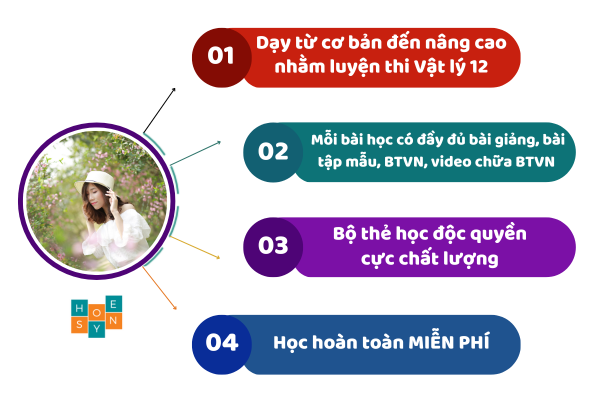 01
Dạy từ cơ bản đến nâng cao
nhằm luyện thi Vật lý 12
02
Mỗi bài học có đầy đủ bài giảng, bài
tập mẫu, BTVN, video chữa BTVN
03
Bộ thẻ học độc quyền
cực chất lượng
04
Học hoàn toàn MIỄN PHÍ
H O E
S Y N